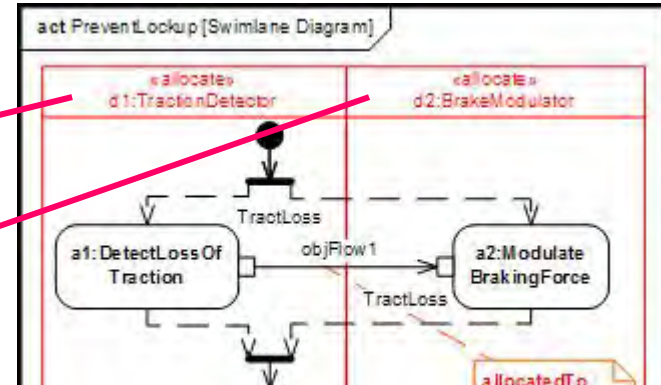 act PreventLockup [Swimlane Diagram]
«allocate»
d1:TractionDetector
«allocate»
d2:BrakeModulator
TractLoss
a1:DetectLossOf
Traction
objFlow1
a2:Modulate
BrakingForce
TractLoss
allocatedTo